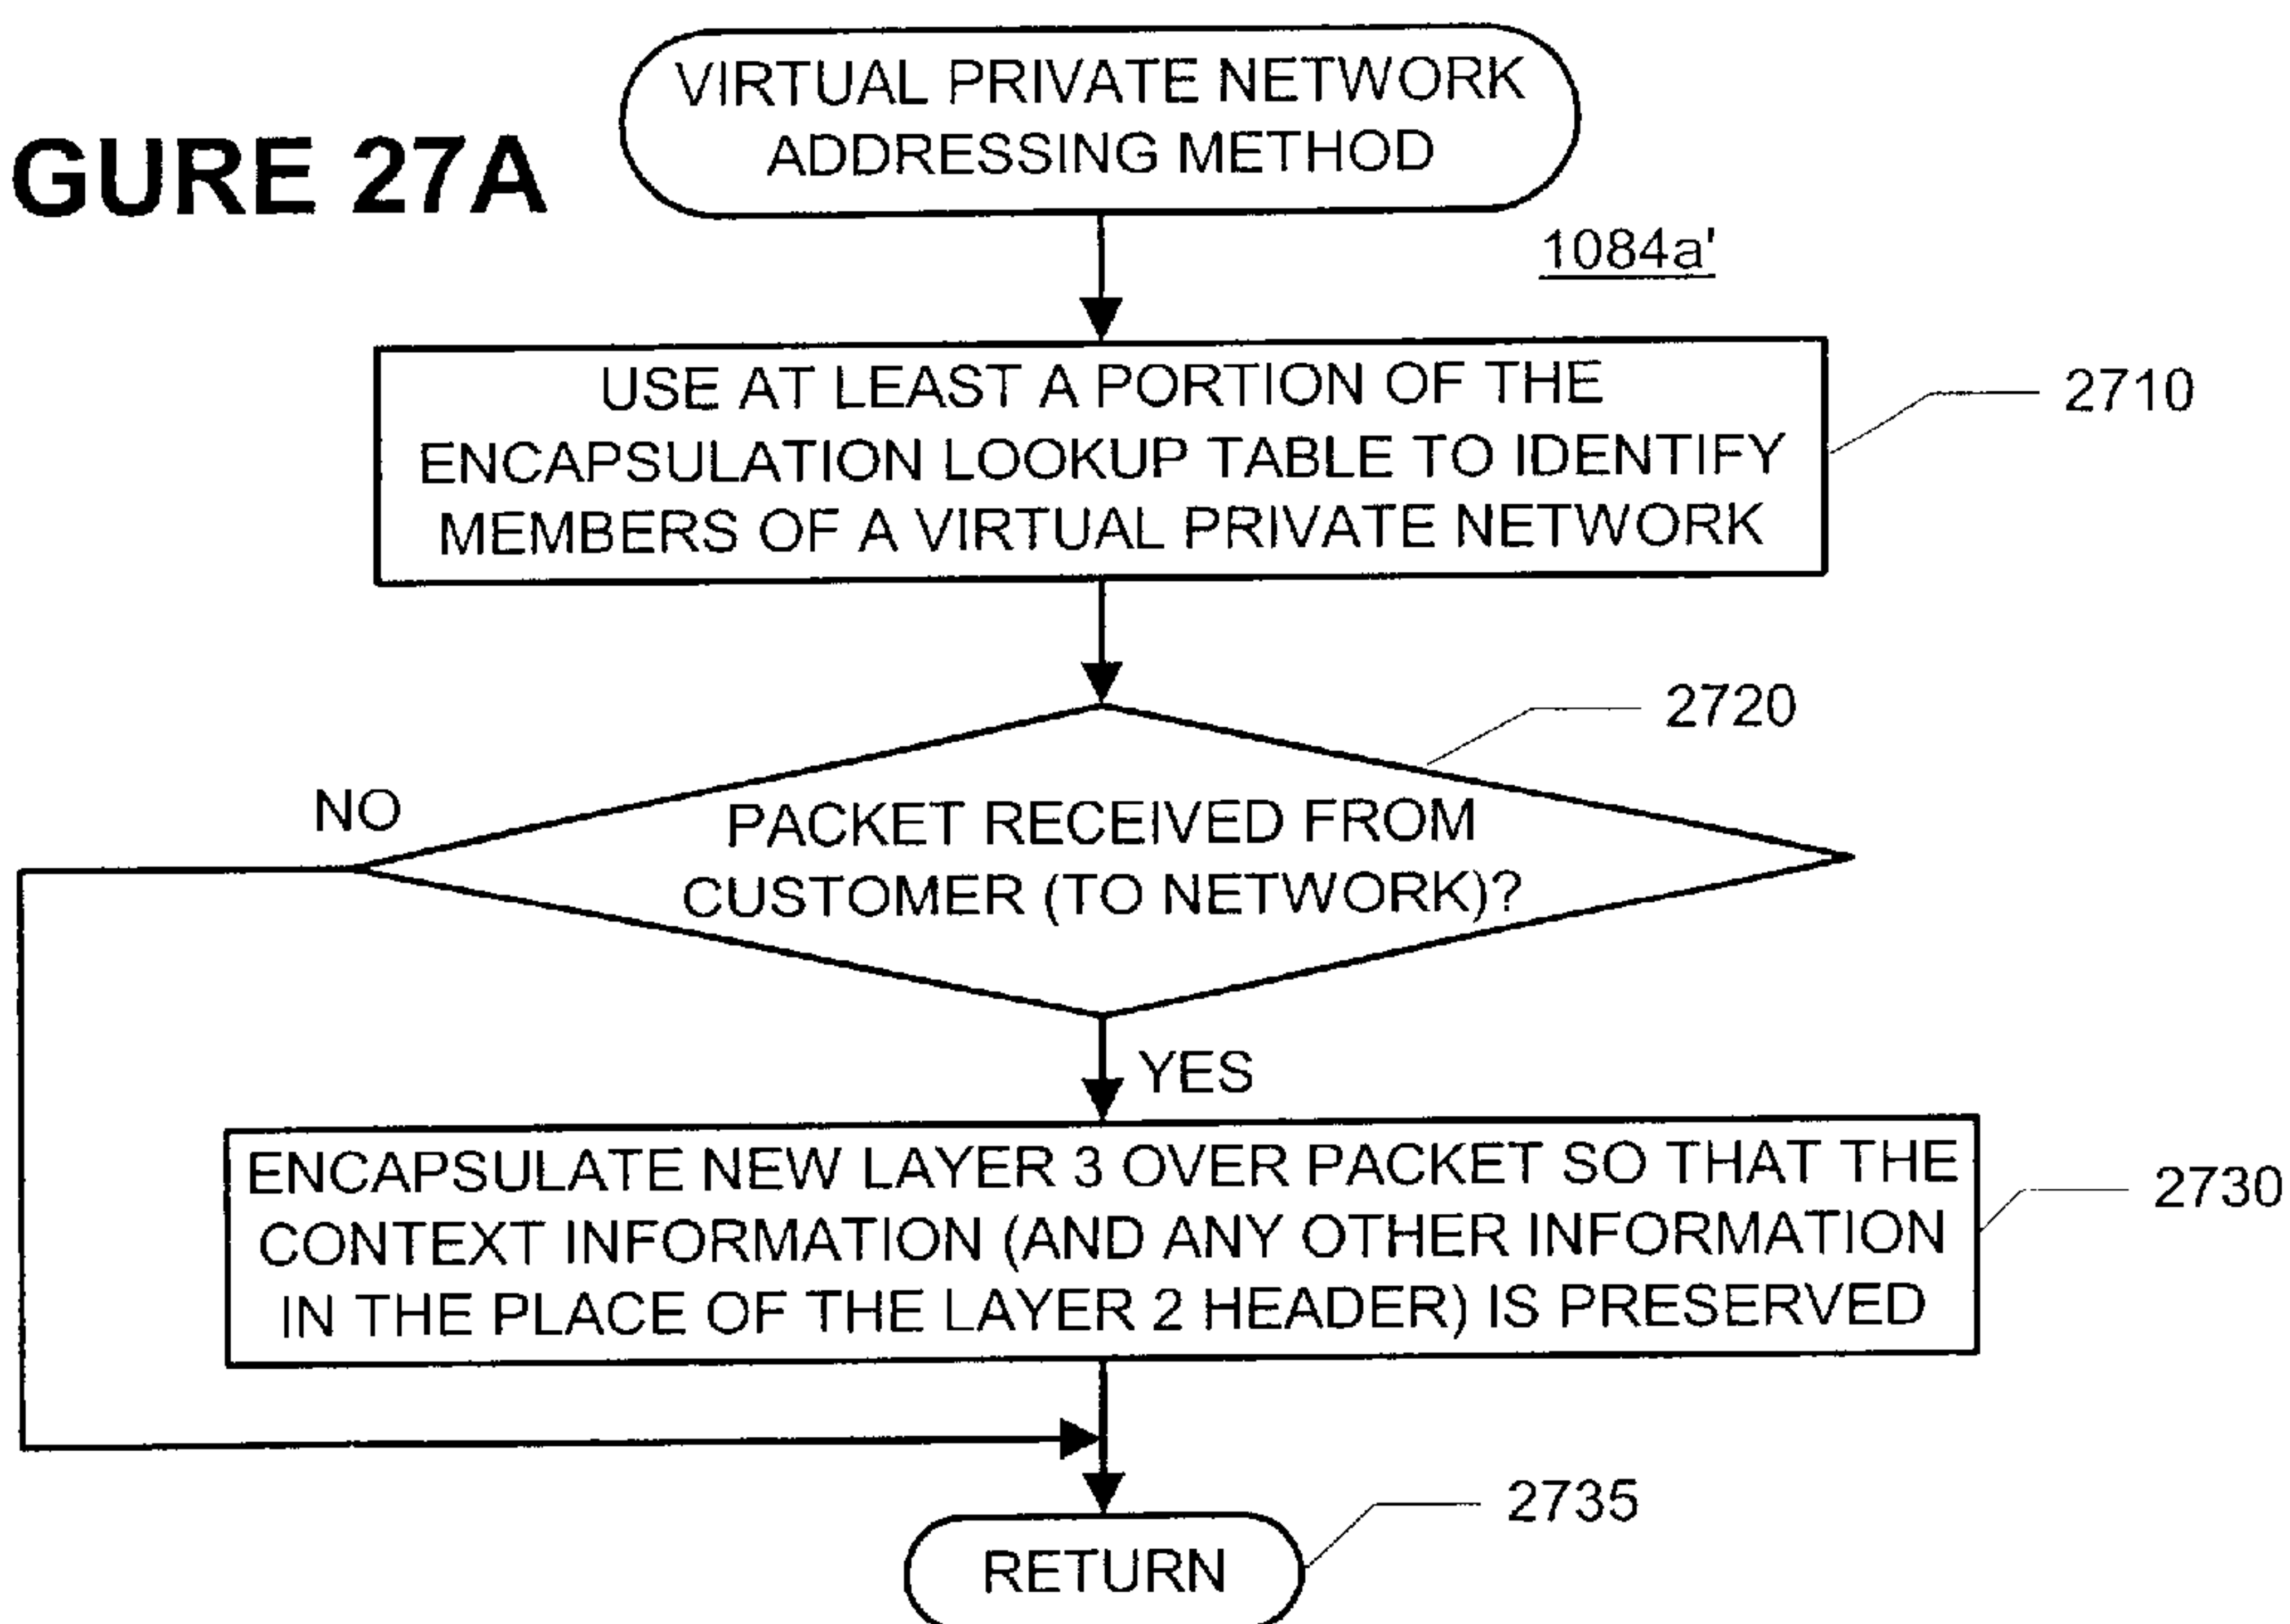 VIRTUAL PRIVATE NETWORK
ADDRESSING METHOD
GURE 27A
1084a'
USE AT LEAST A PORTION OF THE
ENCAPSULATION LOOKUP TABLE TO IDENTIFY
MEMBERS OF A VIRTUAL PRIVATE NETWORK
2710
2720
NO
PACKET RECEIVED FROM
CUSTOMER (TO NETWORK)?
YES
ENCAPSULATE NEW LAYER 3 OVER PACKET SO THAT THE
CONTEXT INFORMATION (AND ANY OTHER INFORMATION
IN THE PLACE OF THE LAYER 2 HEADER) IS PRESERVED
2730
2735
RETURN